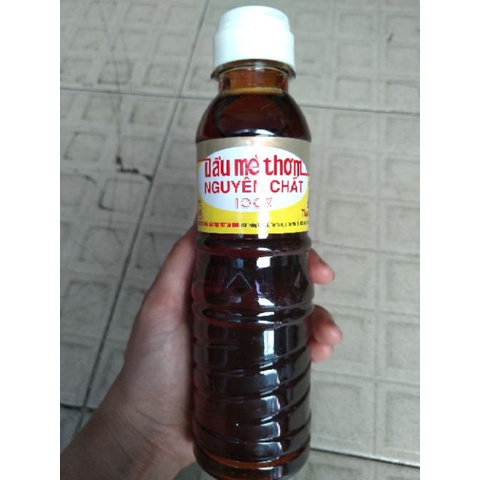 Dầu mè thơm
NGUYÊN CHẤT
100%